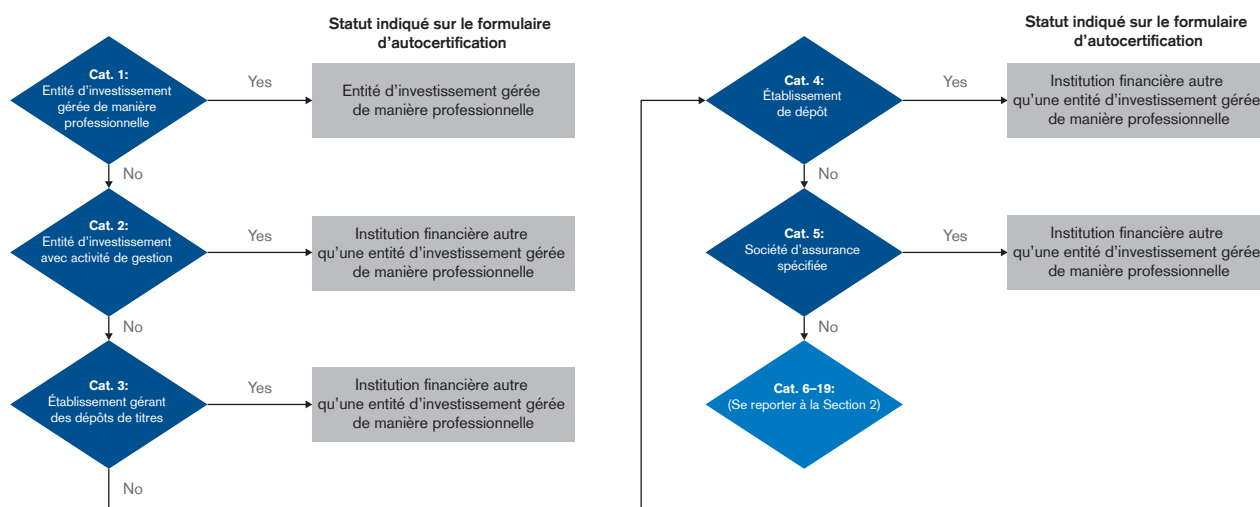 Statut indiqué sur le formulaire
d'autocertification
Cat. 1:
Entité d'investissement
gérée de manière
professionnelle
Yes
Entité d'investissement gérée
de manière professionnelle
No
Cat. 2:
Entité d'investissement
avec activité de gestion
Yes
Institution financière autre
qu'une entité d'investissement gérée
de manière professionnelle
No
Cat. 3:
Établissement gérant
des dépôts de titres
Yes
Institution financière autre
qu'une entité d'investissement gérée
de manière professionnelle
No
Statut indiqué sur le formulaire
d'autocertification
Cat. 4:
Établissement
de dépôt
Yes
Institution financière autre
qu'une entité d'investissement gérée
de manière professionnelle
No
Cat. 5:
Société d'assurance
spécifiée
Yes
Institution financière autre
qu'une entité d'investissement gérée
de manière professionnelle
No
Cat. 6–19:
(Se reporter à la Section 2)